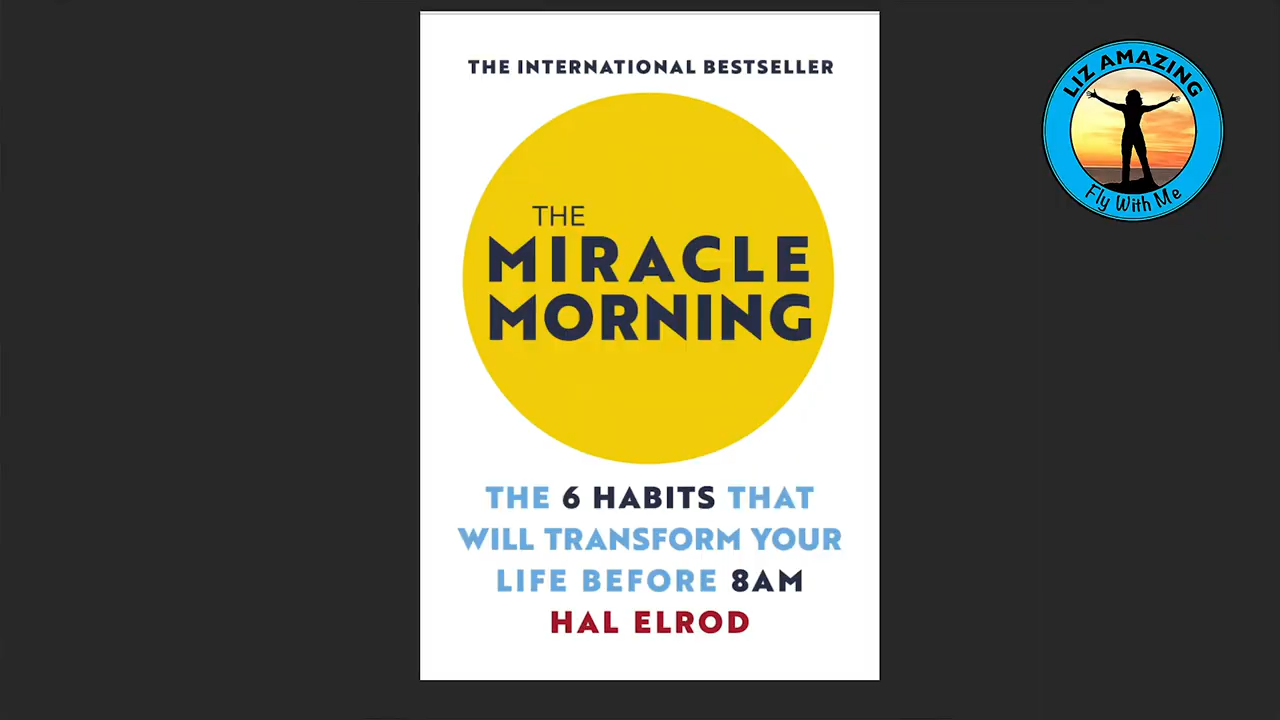 THE INTERNATIONAL BESTSELLER
THE
MIRACLE
MORNING
THE 6 HABITS THAT
WILL TRANSFORM YOUR
LIFE BEFORE 8AM
HAL ELROD
LIZ AMAZING
Fly With Me